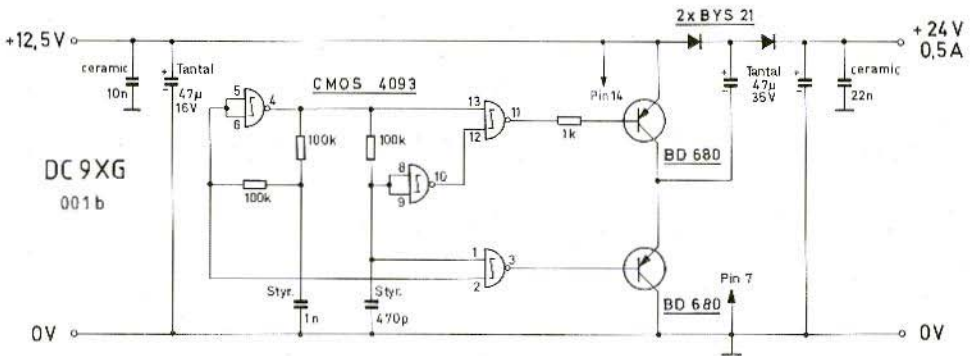 2x BYS 21
+12,5V
+24V
0,5A
ceramic
10n
+
-
Tantal
47µ
16V
CMOS 4093
5
6
4
13
12
11
Pin 14
1k
BD 680
+
-
Tantal
47µ
35V
+
-
ceramic
22n
100k
100k
8
9
10
DC 9XG
001b
100k
1
2
3
BD 680
Pin 7
Styr.
1n
Styr.
470p
0V
0V